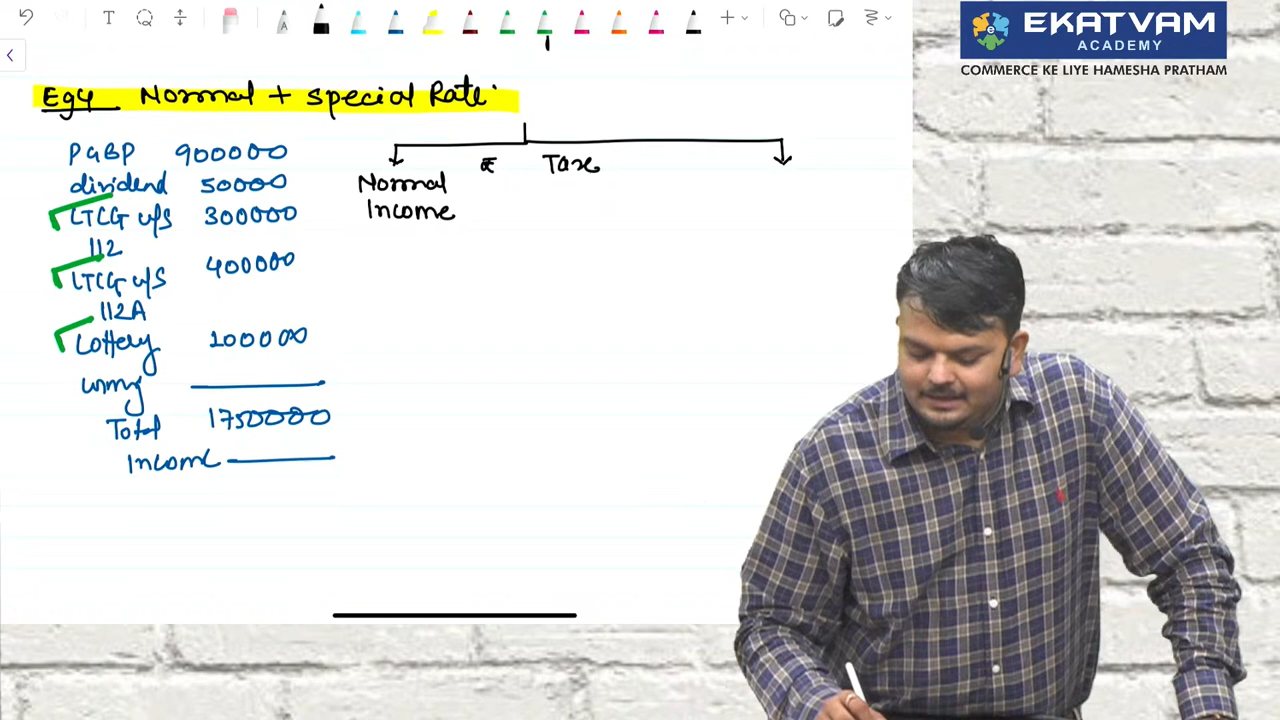 EKATVAM
ACADEMY
COMMERCE KE LIYE HAMESHA PRATHAM
Eg4 Normal + Special Rate
PGBP 900000
dividend 50000
LTCG u/s 300000
112
LTCG u/s 400000
112A
Lottery 100000
Total 1750000
Income
₹ Tax
Normal
Income